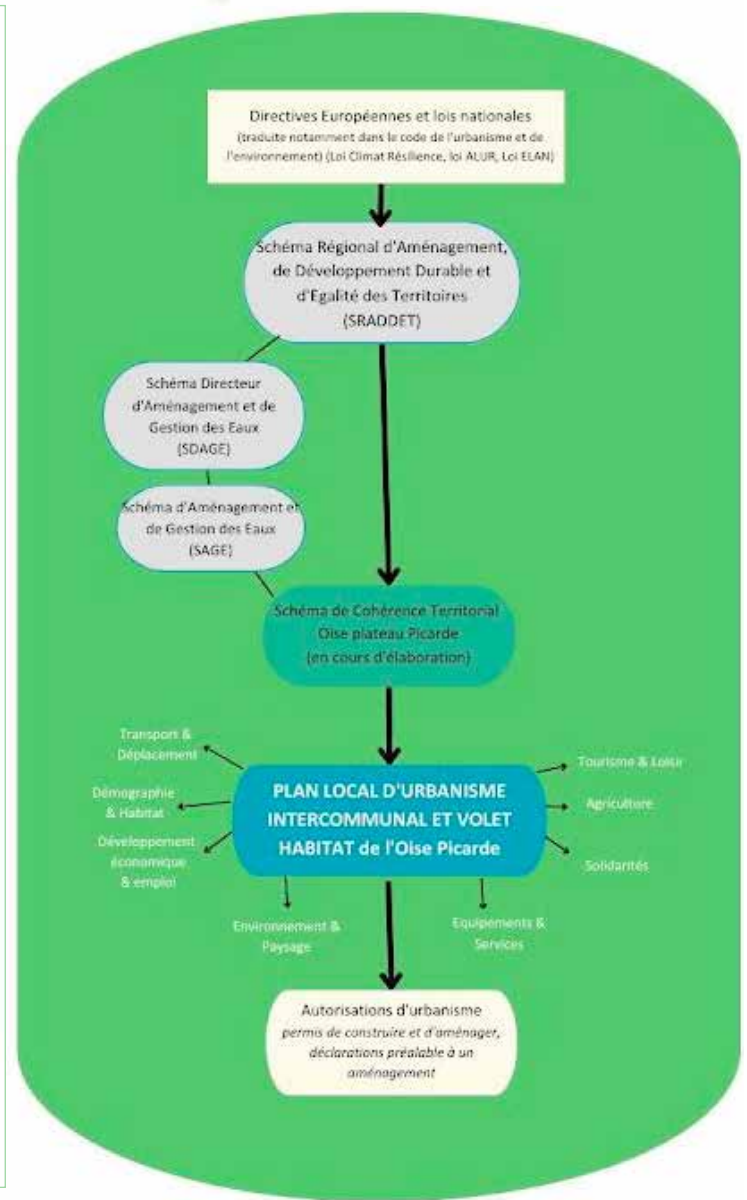 Directives Européennes et lois nationales
(traduite notamment dans le code de l'urbanisme et de
l'environnement) (Loi Climat Résilience, loi ALUR, Loi ELAN)
Schéma Régional d'Aménagement,
de Développement Durable et
d'Egalité des Territoires
(SRADDET)
Schéma Directeur
d'Aménagement et de
Gestion des Eaux
(SDAGE)
Schéma d'Aménagement et
de Gestion des Eaux
(SAGE)
Schéma de Cohérence Territorial
Oise plateau Picarde
(en cours d'élaboration)
Transport &
Déplacement
Démographie
& Habitat
Développement
économique
& emploi
Environnement &
Paysage
PLAN LOCAL D'URBANISME
INTERCOMMUNAL ET VOLET
HABITAT de l'Oise Picarde
Tourisme & Loisir
Agriculture
Solidarités
Equipements &
Services
Autorisations d'urbanisme
permis de construire et d'aménager,
déclarations préalable à un
aménagement